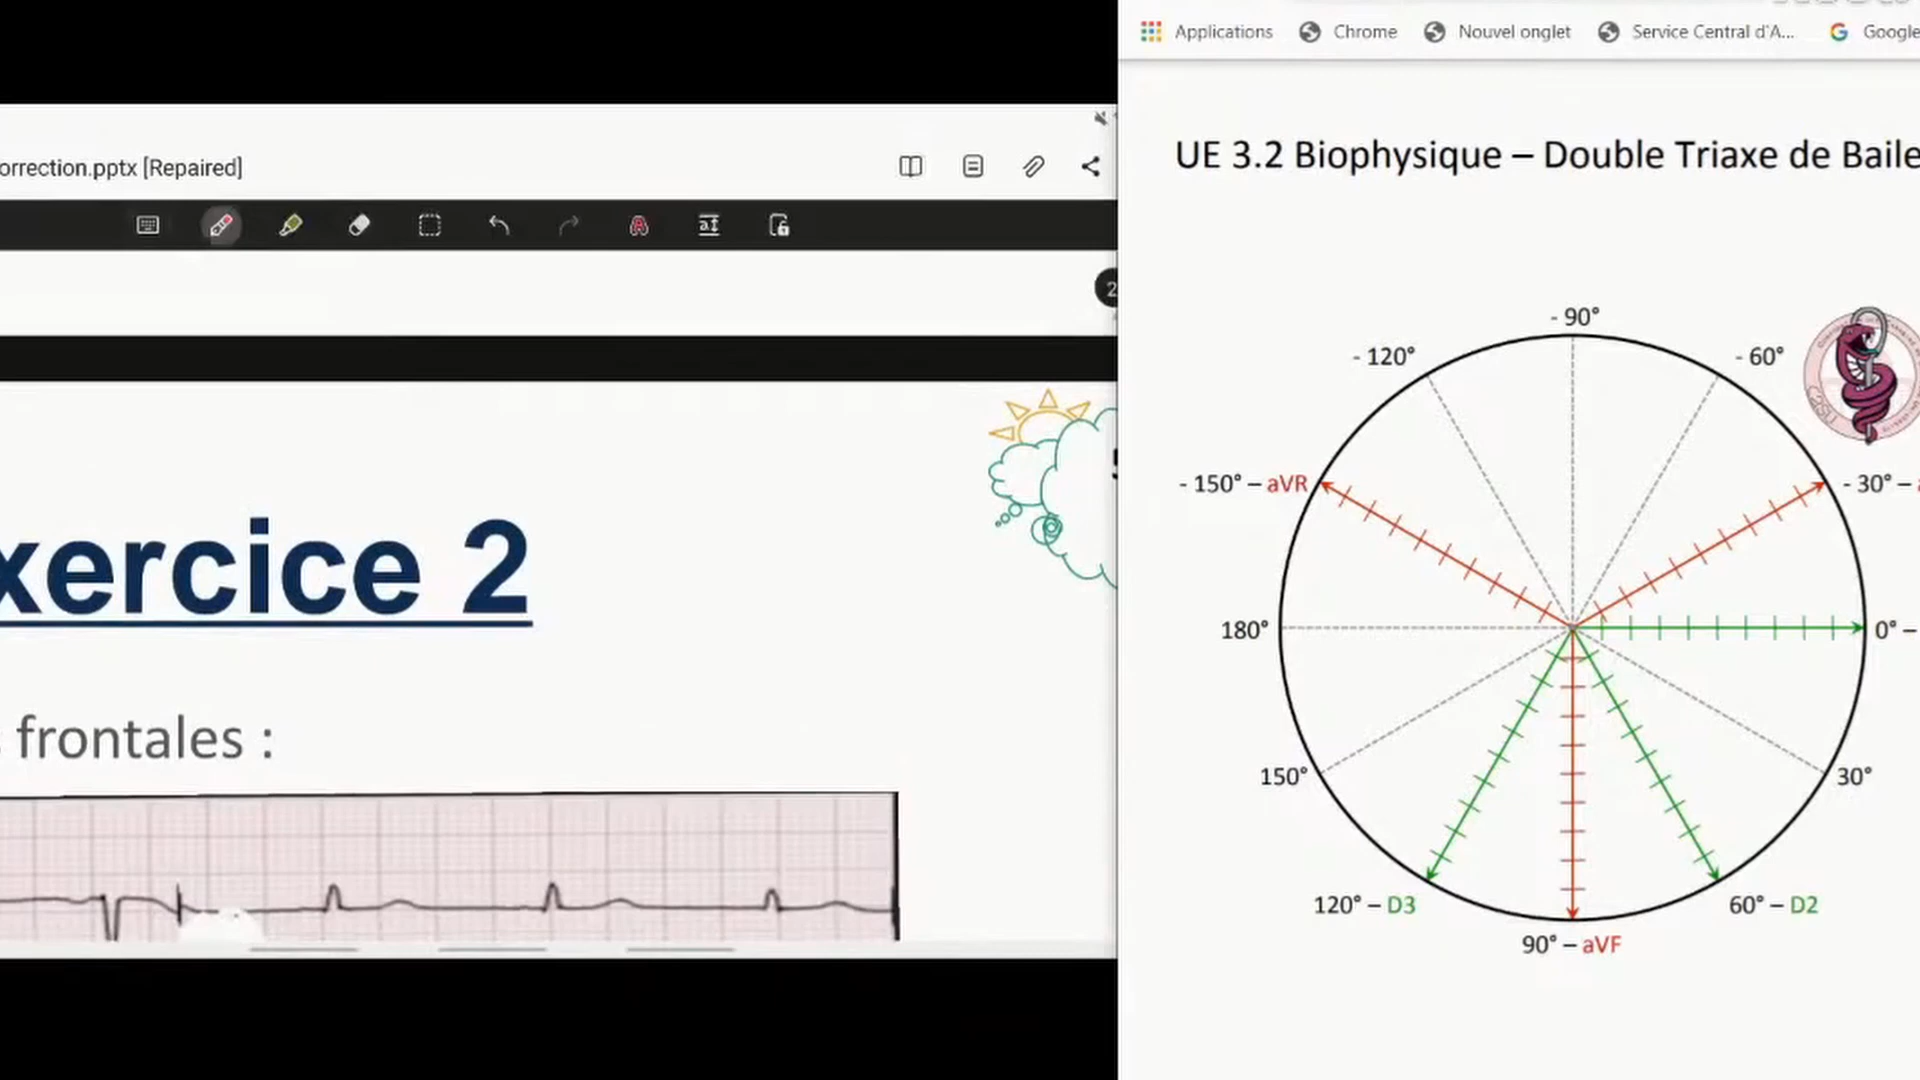 Applications Chrome Nouvel onglet Service Central d'A... Google
orrection.pptx [Repaired]
UE 3.2 Biophysique – Double Triaxe de Baile
2
xercice 2
frontales :
- 90°
- 120°
- 60°
- 150° – aVR
- 30° –
180°
0° –
150°
30°
120° – D3
60° – D2
90° – aVF